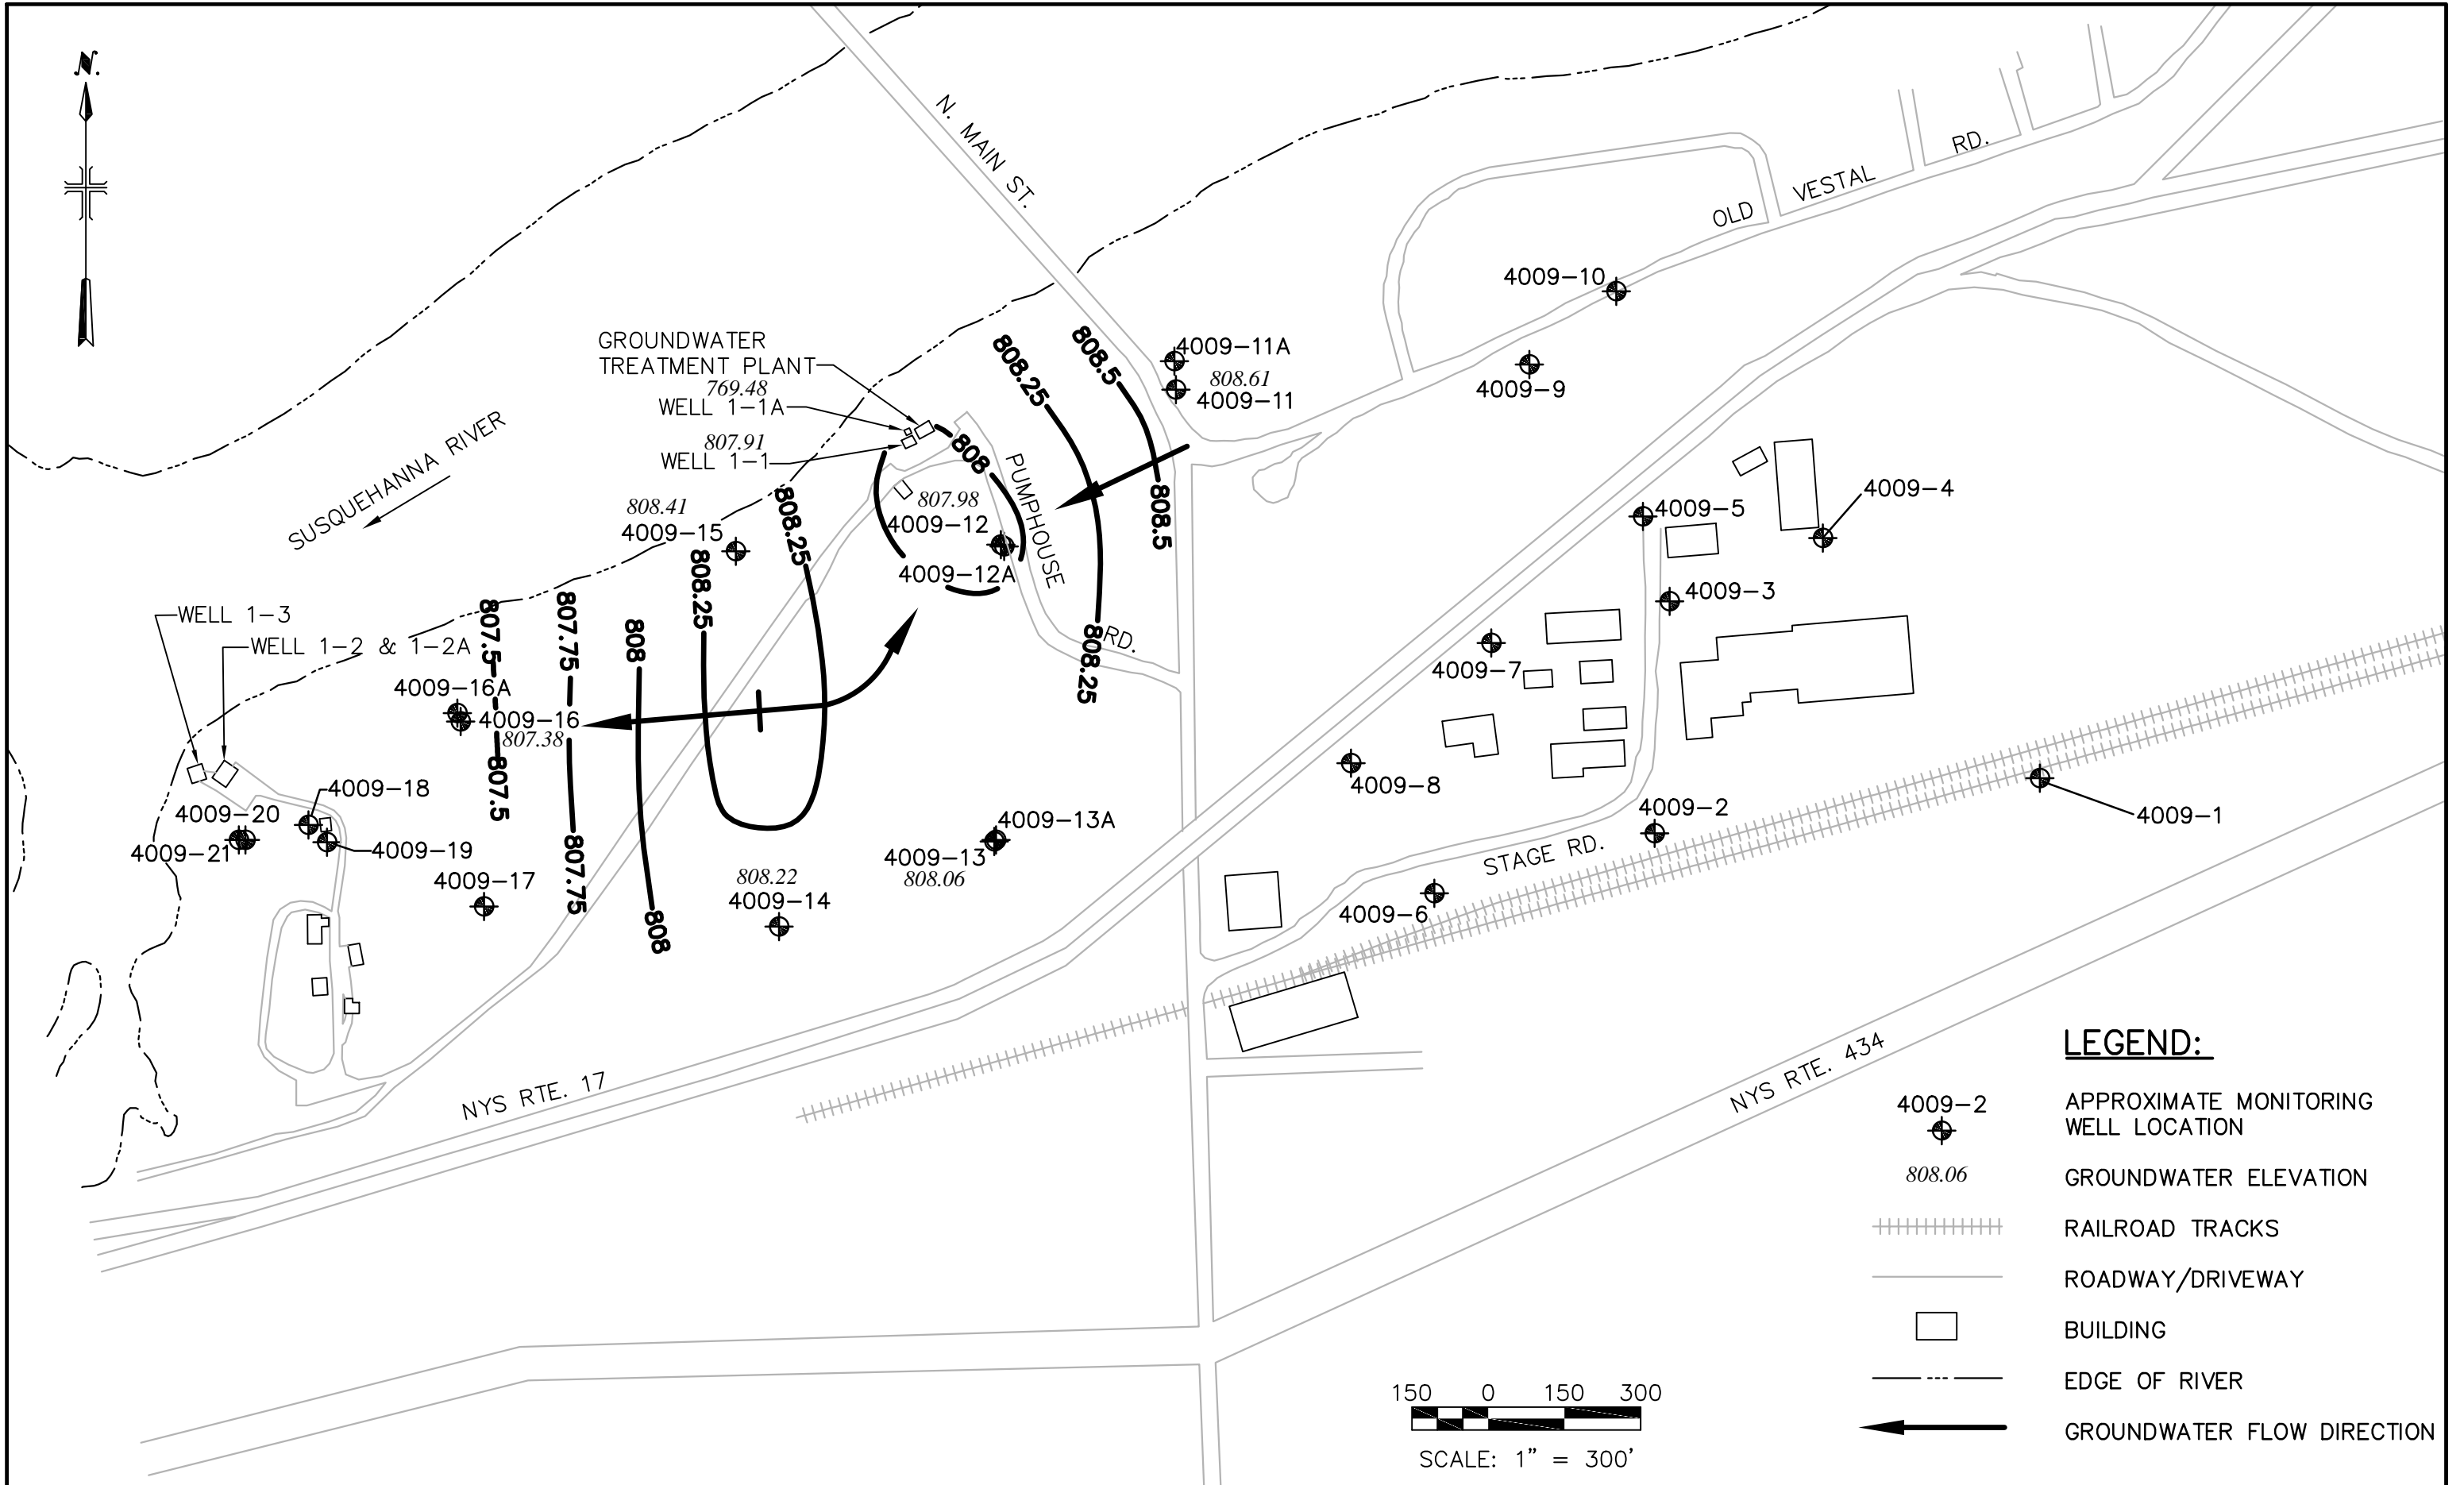 N.
N. MAIN ST.
OLD VESTAL RD.
4009-10
GROUNDWATER
TREATMENT PLANT
769.48
WELL 1-1A
807.91
WELL 1-1
808.25
808.5
4009-11A
808.61
4009-11
4009-9
SUSQUEHANNA RIVER
808
PUMPHOUSE
RD.
808.5
808.25
4009-4
4009-5
808.41
4009-15
808.25
808.25
807.98
4009-12
4009-12A
4009-3
WELL 1-3
WELL 1-2 & 1-2A
807.5
807.75
808
4009-7
4009-16A
4009-16
807.38
807.5
4009-8
4009-18
4009-20
4009-21
4009-19
4009-17
807.75
808
808.22
4009-14
4009-13A
4009-13
808.06
4009-2
4009-1
STAGE RD.
4009-6
NYS RTE. 17
NYS RTE. 434
LEGEND:
4009-2
APPROXIMATE MONITORING
WELL LOCATION
808.06
GROUNDWATER ELEVATION
RAILROAD TRACKS
ROADWAY/DRIVEWAY
BUILDING
EDGE OF RIVER
GROUNDWATER FLOW DIRECTION
150 0 150 300
SCALE: 1" = 300'